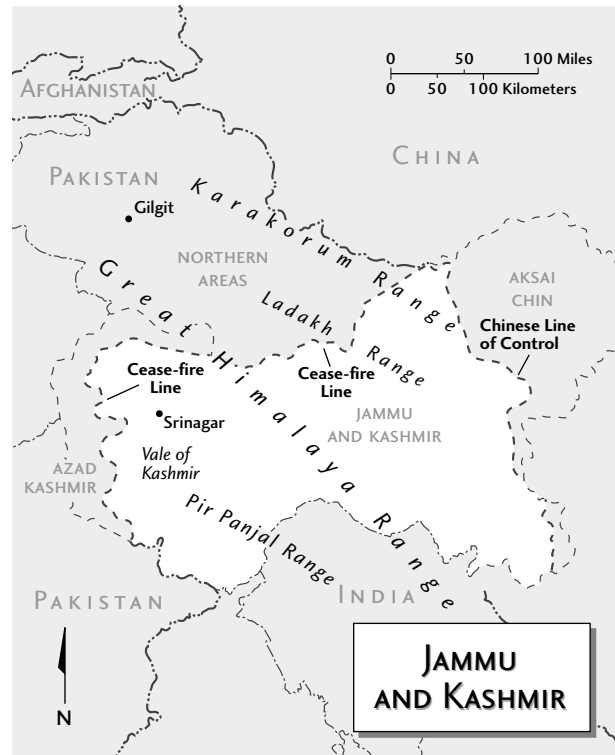 0 50 100 Miles
0 50 100 Kilometers
AFGHANISTAN
CHINA
PAKISTAN
Gilgit
Karakorum Range
NORTHERN
AREAS
Great Himalaya Range
Ladakh Range
AKSAI
CHIN
Chinese Line
of Control
Cease-fire
Line
Cease-fire
Line
Srinagar
JAMMU
AND KASHMIR
Vale of
Kashmir
AZAD
KASHMIR
Pir Panjal Range
PAKISTAN
INDIA
N
JAMMU
AND KASHMIR